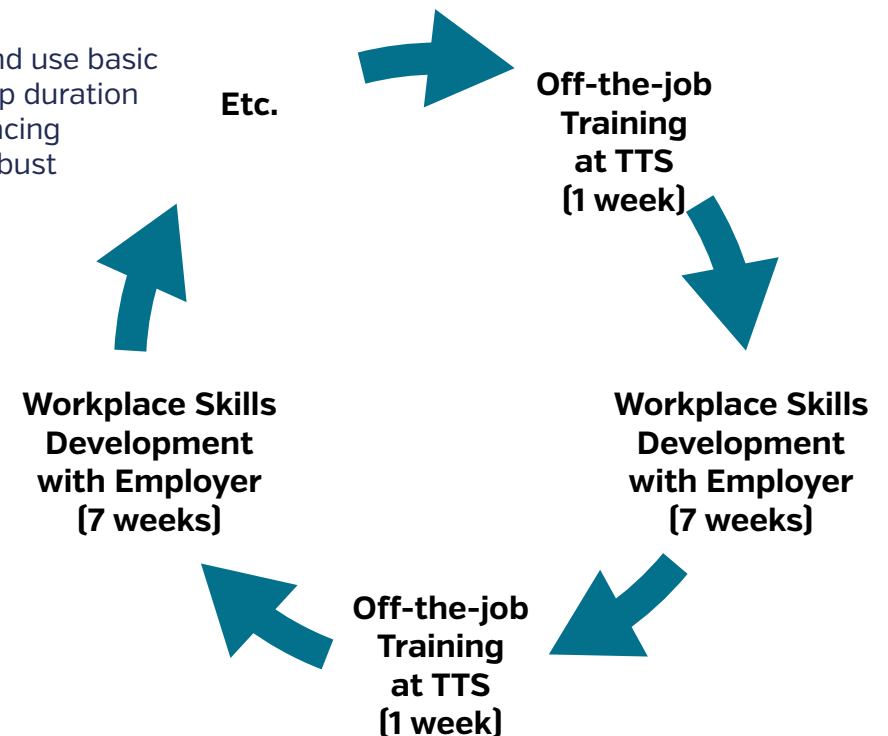 nd use basic
p duration
ncing
bust
Etc.
Off-the-job
Training
at TTS
(1 week)
Workplace Skills
Development
with Employer
(7 weeks)
Off-the-job
Training
at TTS
(1 week)
Workplace Skills
Development
with Employer
(7 weeks)